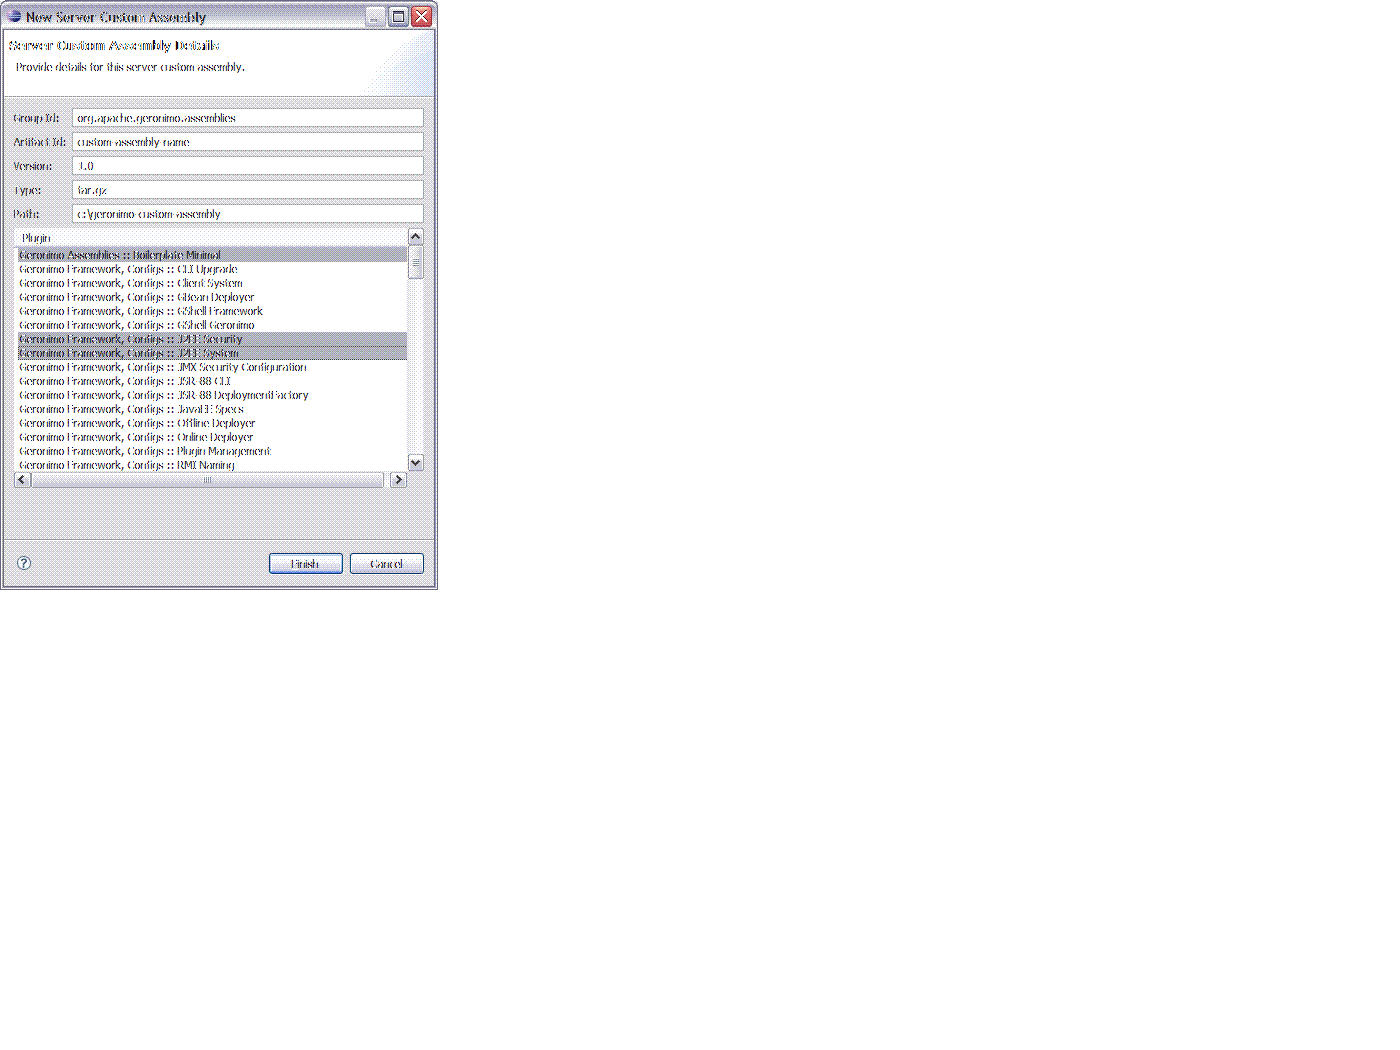 New Server Custom Assembly
Server Custom Assembly Details
Provide details for this server custom assembly.
Group Id: org.apache.geronimo.assemblies
Artifact Id: custom-assembly-name
Version: 1.0
Type: tar.gz
Path: c:\geronimo-custom-assembly
Plugin
Geronimo Assemblies :: Boilerplate Minimal
Geronimo Framework, Configs :: CLI Upgrade
Geronimo Framework, Configs :: Client System
Geronimo Framework, Configs :: GBean Deployer
Geronimo Framework, Configs :: GShell Framework
Geronimo Framework, Configs :: GShell Geronimo
Geronimo Framework, Configs :: J2EE Security
Geronimo Framework, Configs :: J2EE System
Geronimo Framework, Configs :: JMX Security Configuration
Geronimo Framework, Configs :: JSR-88 CLI
Geronimo Framework, Configs :: JSR-88 DeploymentFactory
Geronimo Framework, Configs :: JavaEE Specs
Geronimo Framework, Configs :: Offline Deployer
Geronimo Framework, Configs :: Online Deployer
Geronimo Framework, Configs :: Plugin Management
Geronimo Framework, Configs :: RMI Naming
? Finish Cancel